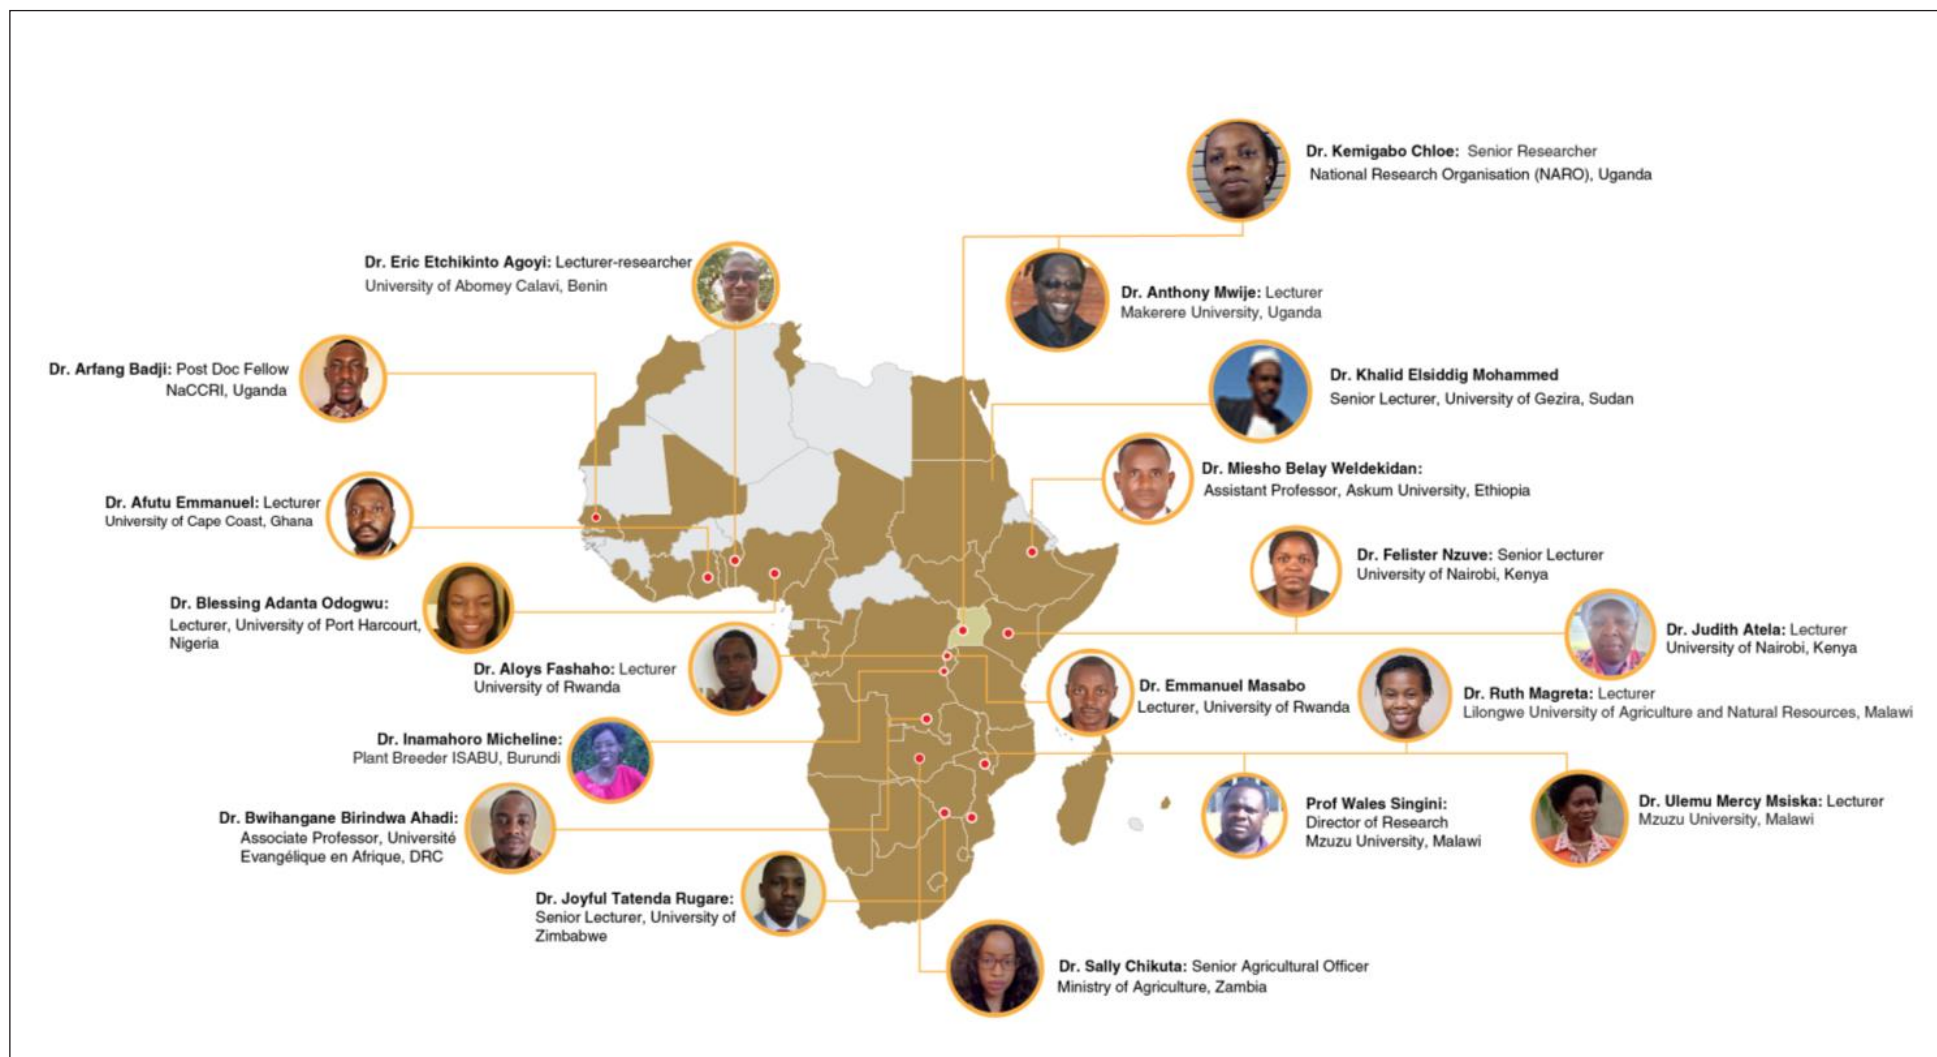 Dr. Kemigabo Chloe: Senior Researcher
National Research Organisation (NARO), Uganda
Dr. Eric Etchikinto Agoyi: Lecturer-researcher
University of Abomey Calavi, Benin
Dr. Anthony Mwije: Lecturer
Makerere University, Uganda
Dr. Arfang Badji: Post Doc Fellow
NaCCRI, Uganda
Dr. Khalid Elsiddig Mohammed
Senior Lecturer, University of Gezira, Sudan
Dr. Miesho Belay Weldekidan:
Assistant Professor, Askum University, Ethiopia
Dr. Afutu Emmanuel: Lecturer
University of Cape Coast, Ghana
Dr. Felister Nzuve: Senior Lecturer
University of Nairobi, Kenya
Dr. Blessing Adanta Odogwu:
Lecturer, University of Port Harcourt,
Nigeria
Dr. Judith Atela: Lecturer
University of Nairobi, Kenya
Dr. Aloys Fashaho: Lecturer
University of Rwanda
Dr. Emmanuel Masabo
Lecturer, University of Rwanda
Dr. Ruth Magreta: Lecturer
Lilongwe University of Agriculture and Natural Resources, Malawi
Dr. Inamahoro Micheline:
Plant Breeder ISABU, Burundi
Dr. Bwihangane Birindwa Ahadi:
Associate Professor, Université
Evangélique en Afrique, DRC
Prof Wales Singini:
Director of Research
Mzuzu University, Malawi
Dr. Ulemu Mercy Msiska: Lecturer
Mzuzu University, Malawi
Dr. Joyful Tatenda Rugare:
Senior Lecturer, University of
Zimbabwe
Dr. Sally Chikuta: Senior Agricultural Officer
Ministry of Agriculture, Zambia